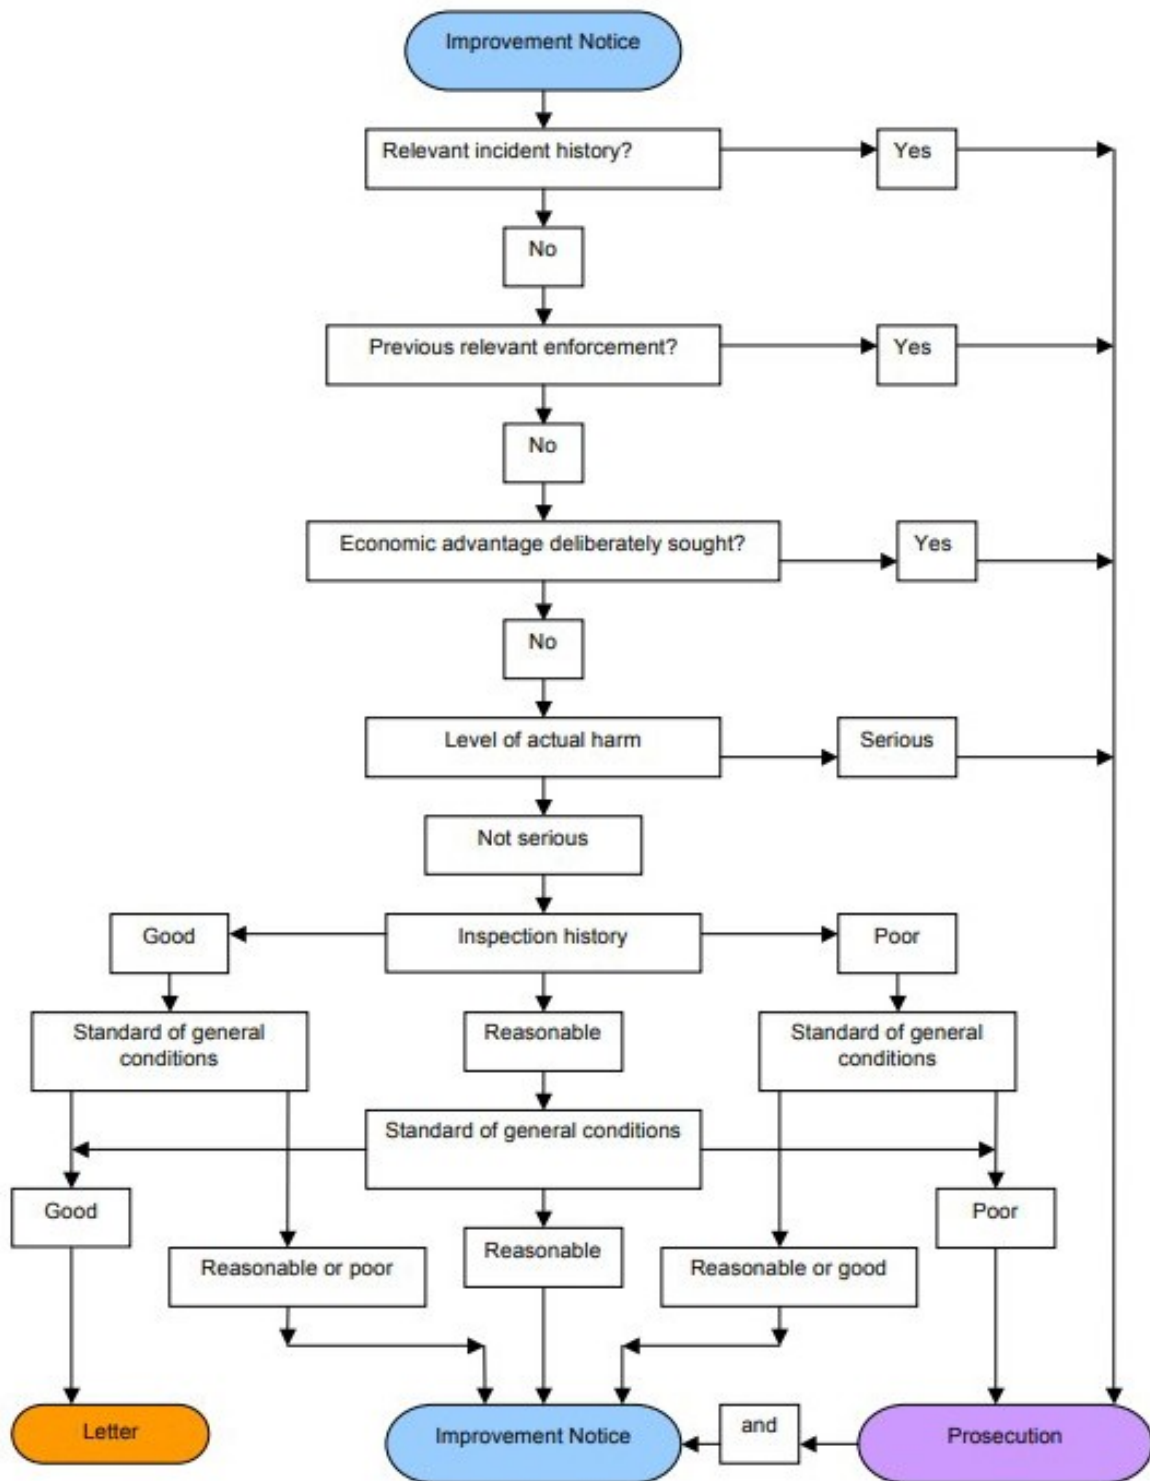 Improvement Notice
Relevant incident history?
Yes
No
Previous relevant enforcement?
Yes
No
Economic advantage deliberately sought?
Yes
No
Level of actual harm
Serious
Not serious
Good
Inspection history
Poor
Standard of general
conditions
Reasonable
Standard of general
conditions
Standard of general conditions
Good
Poor
Reasonable
Reasonable or poor
Reasonable or good
Letter
Improvement Notice
and
Prosecution